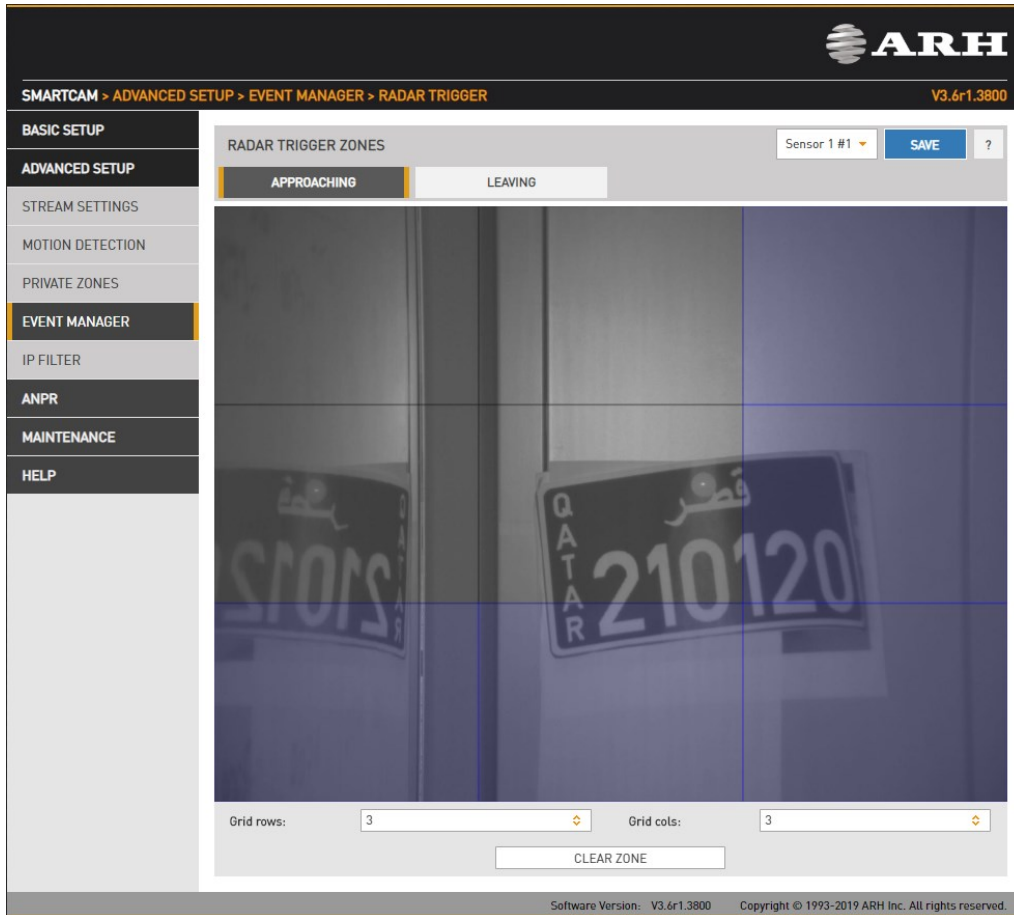 ARH
SMARTCAM > ADVANCED SETUP > EVENT MANAGER > RADAR TRIGGER V3.6r1.3800
BASIC SETUP
ADVANCED SETUP
STREAM SETTINGS
MOTION DETECTION
PRIVATE ZONES
EVENT MANAGER
IP FILTER
ANPR
MAINTENANCE
HELP
RADAR TRIGGER ZONES Sensor 1 #1 SAVE ?
APPROACHING LEAVING
قطر
QATAR
210120
قطر
QATAR
210120
Grid rows: 3 Grid cols: 3
CLEAR ZONE
Software Version: V3.6r1.3800 Copyright © 1993-2019 ARH Inc. All rights reserved.